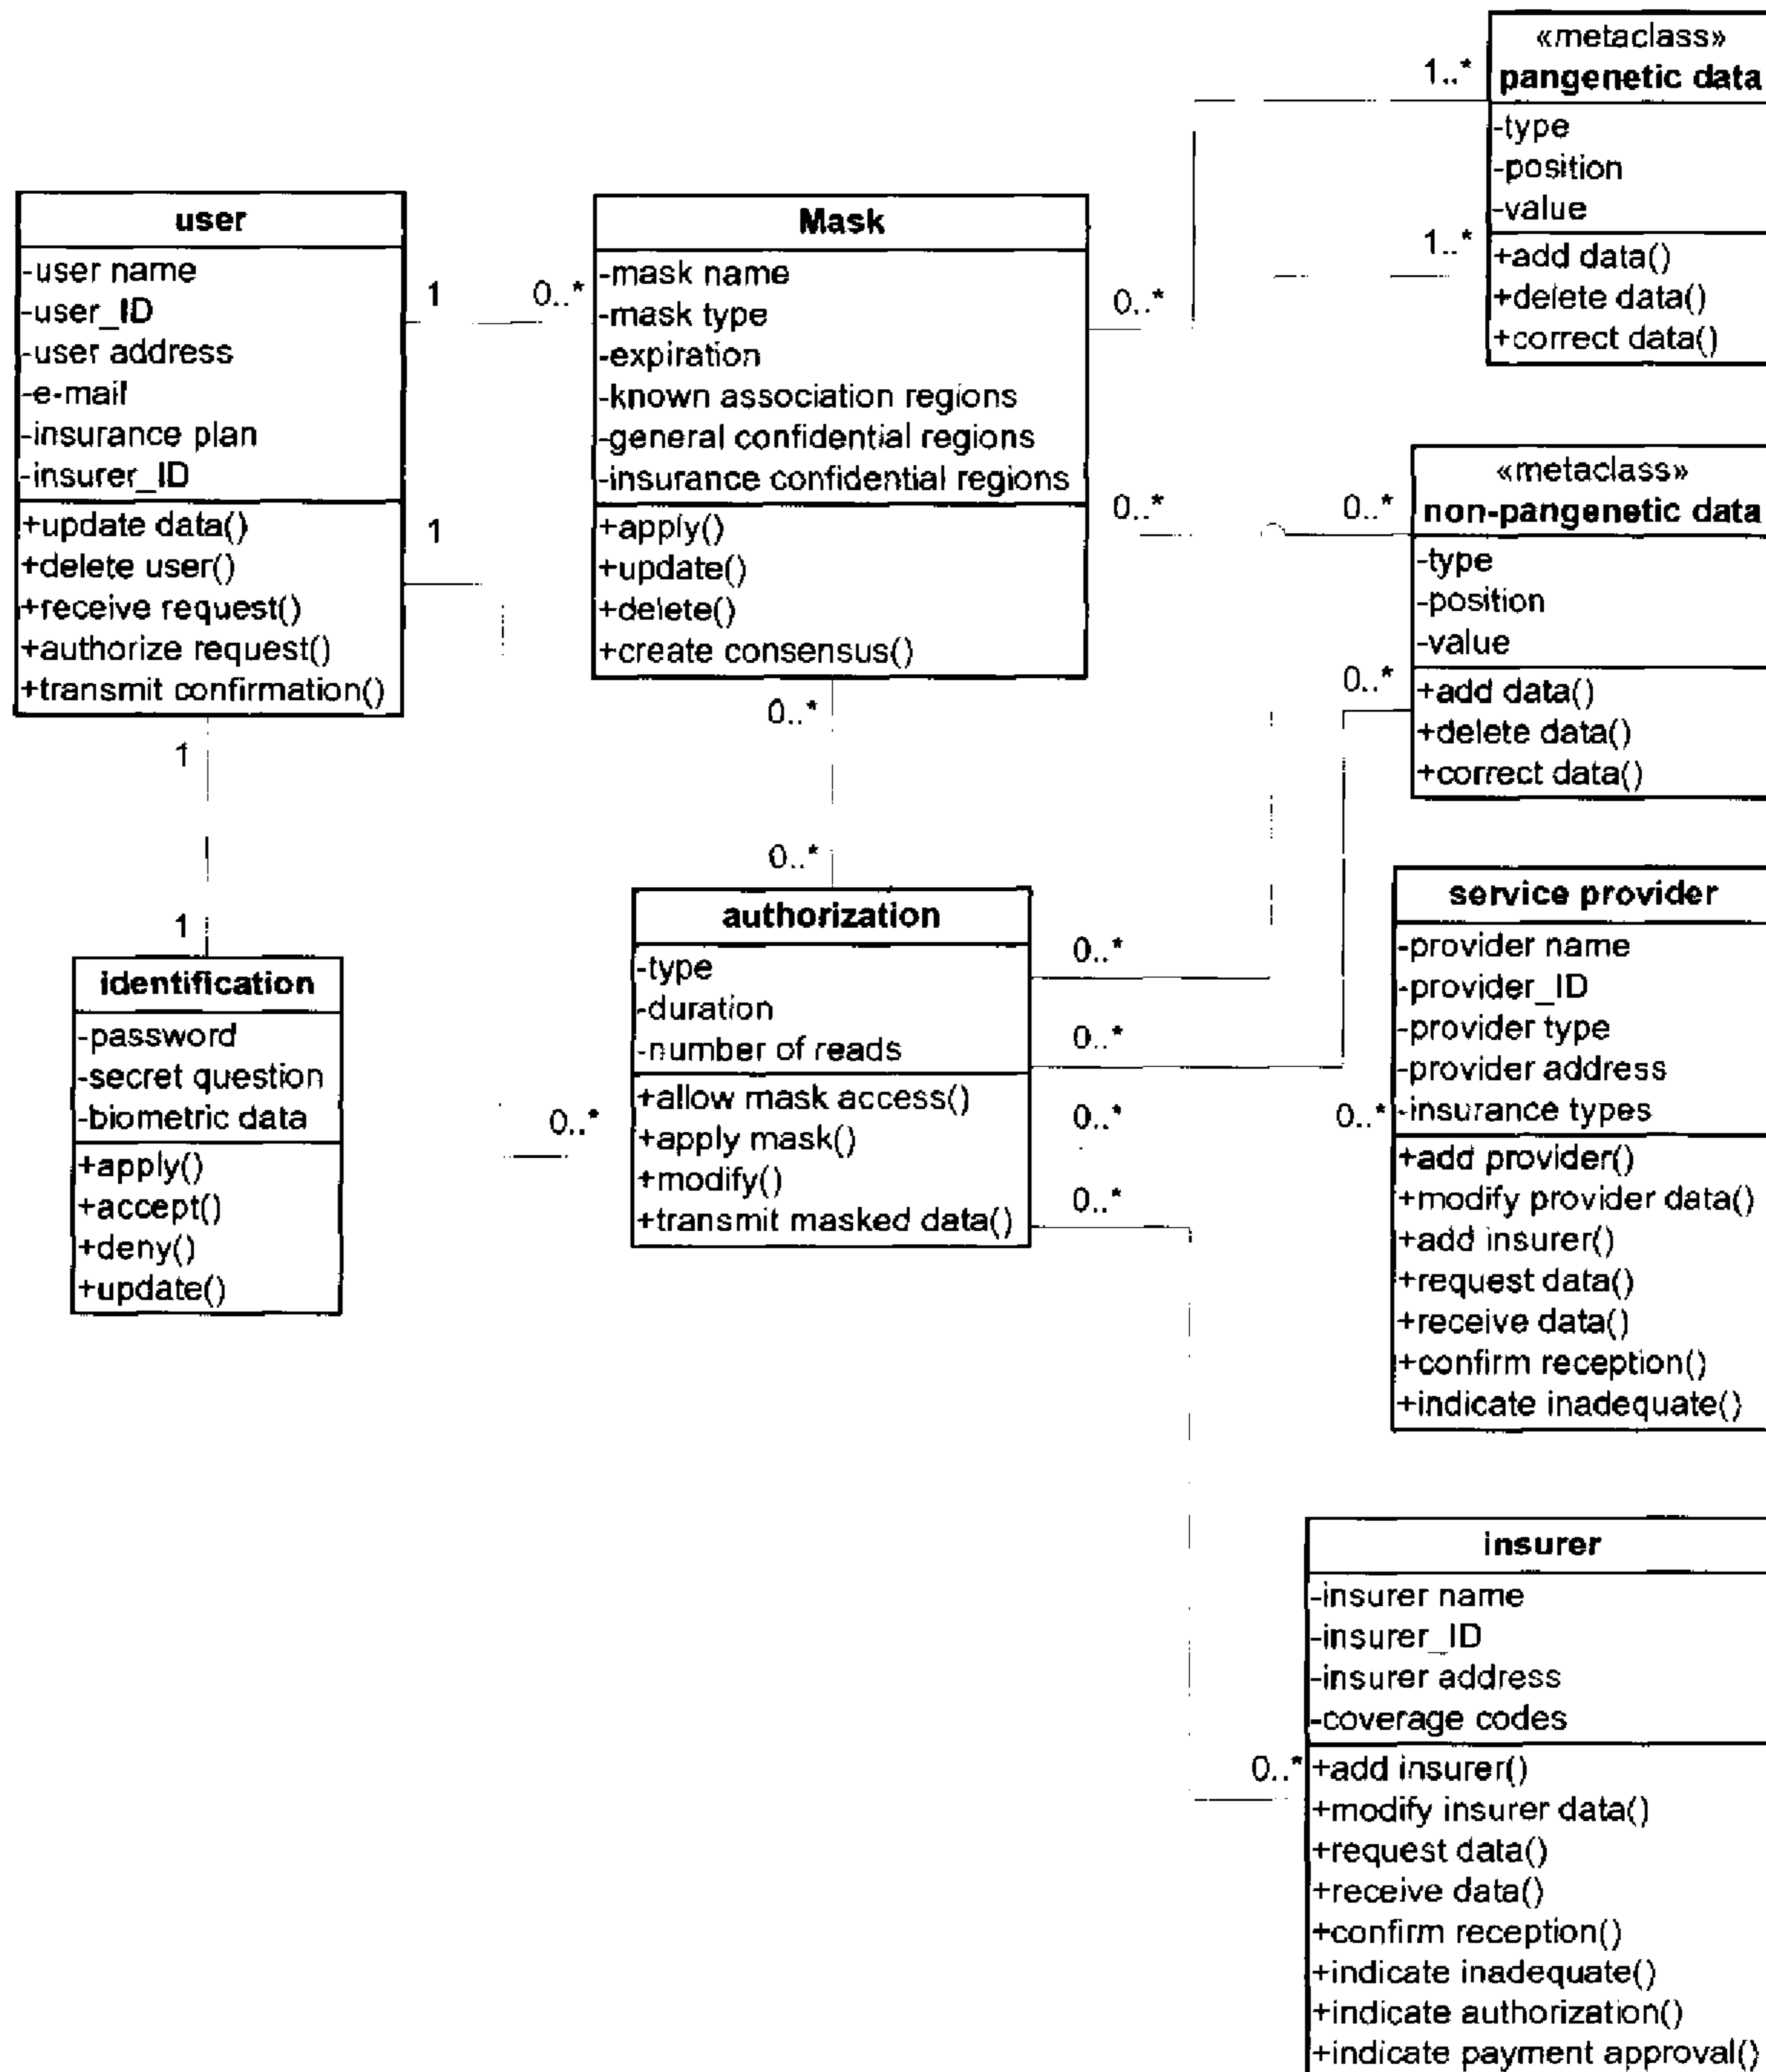 user
-user name
-user_ID
-user address
-e-mail
-insurance plan
-insurer_ID
+update data()
+delete user()
+receive request()
+authorize request()
+transmit confirmation()
1
0..*
1
1
1
Mask
-mask name
-mask type
-expiration
-known association regions
-general confidential regions
-insurance confidential regions
+apply()
+update()
+delete()
+create consensus()
0..*
0..*
0..*
0..*
«metaclass»
pangenetic data
-type
-position
-value
+add data()
+delete data()
+correct data()
1..*
1..*
«metaclass»
non-pangenetic data
-type
-position
-value
+add data()
+delete data()
+correct data()
0..*
0..*
identification
-password
-secret question
-biometric data
+apply()
+accept()
+deny()
+update()
authorization
-type
-duration
-number of reads
+allow mask access()
+apply mask()
+modify()
+transmit masked data()
0..*
0..*
0..*
0..*
0..*
service provider
-provider name
-provider_ID
-provider type
-provider address
-insurance types
+add provider()
+modify provider data()
+add insurer()
+request data()
+receive data()
+confirm reception()
+indicate inadequate()
0..*
insurer
-insurer name
-insurer_ID
-insurer address
-coverage codes
+add insurer()
+modify insurer data()
+request data()
+receive data()
+confirm reception()
+indicate inadequate()
+indicate authorization()
+indicate payment approval()
0..*